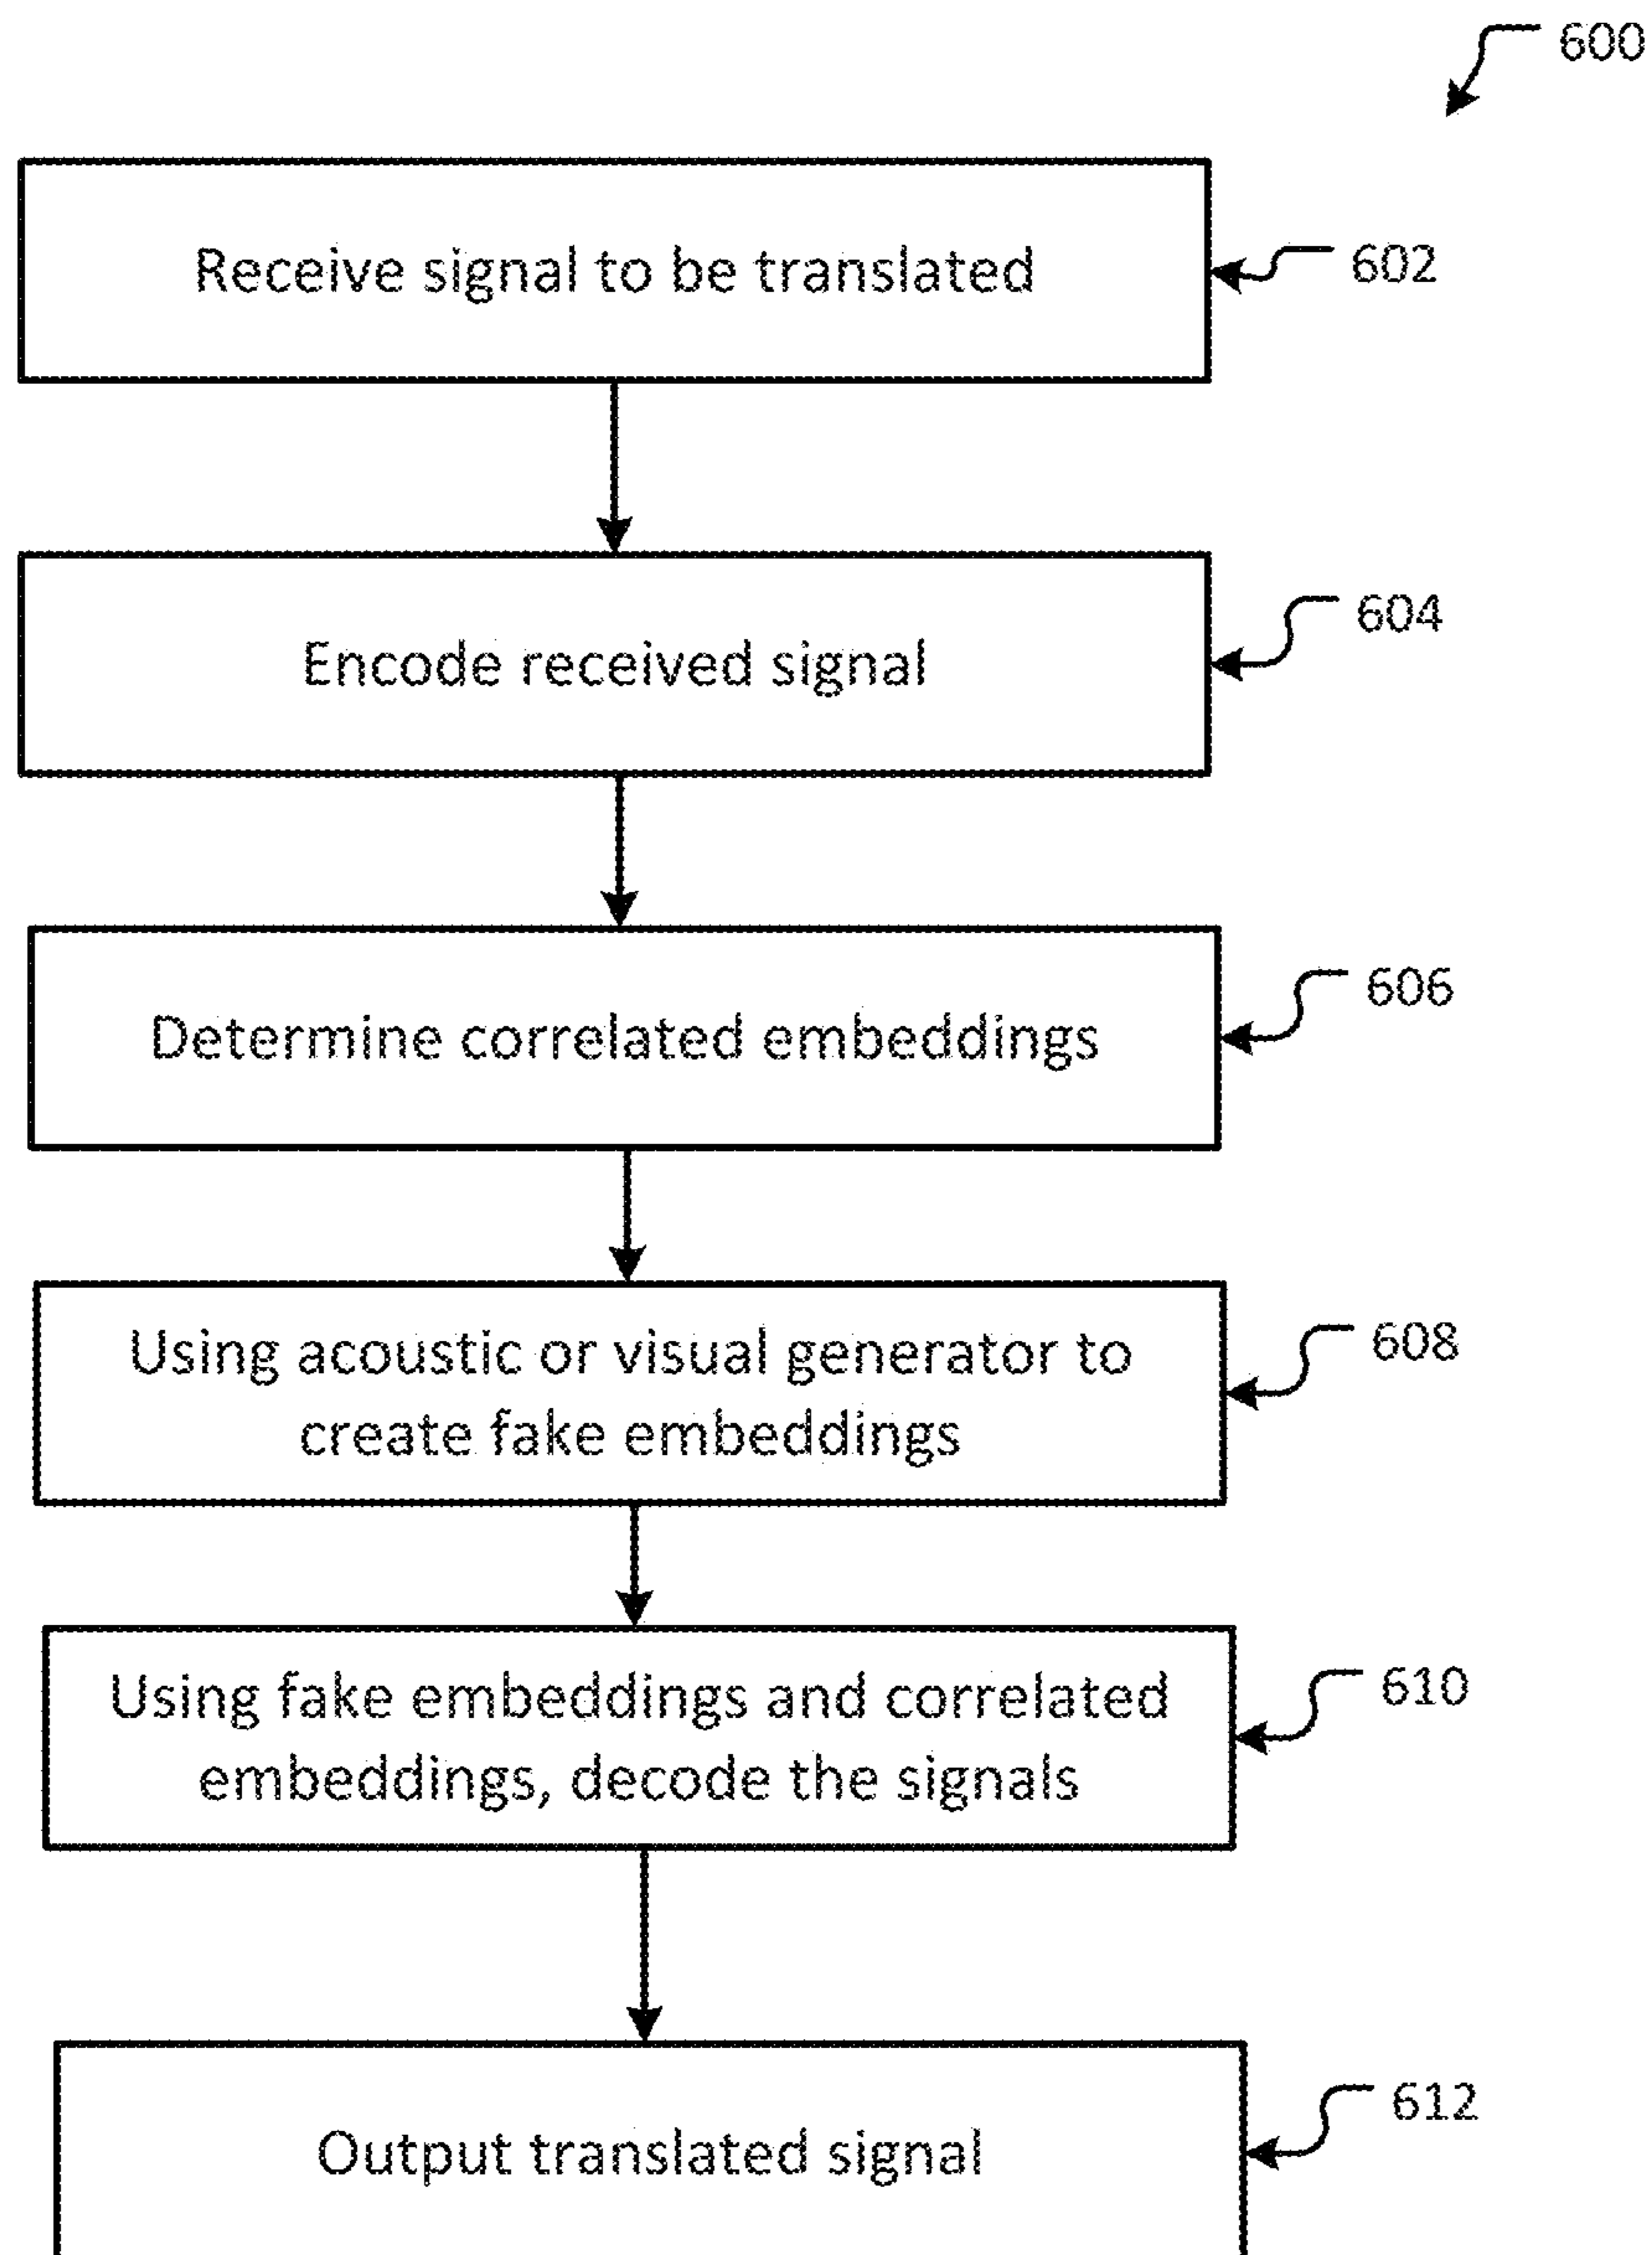 600
Receive signal to be translated
602
Encode received signal
604
Determine correlated embeddings
606
Using acoustic or visual generator to
create fake embeddings
608
Using fake embeddings and correlated
embeddings, decode the signals
610
Output translated signal
612